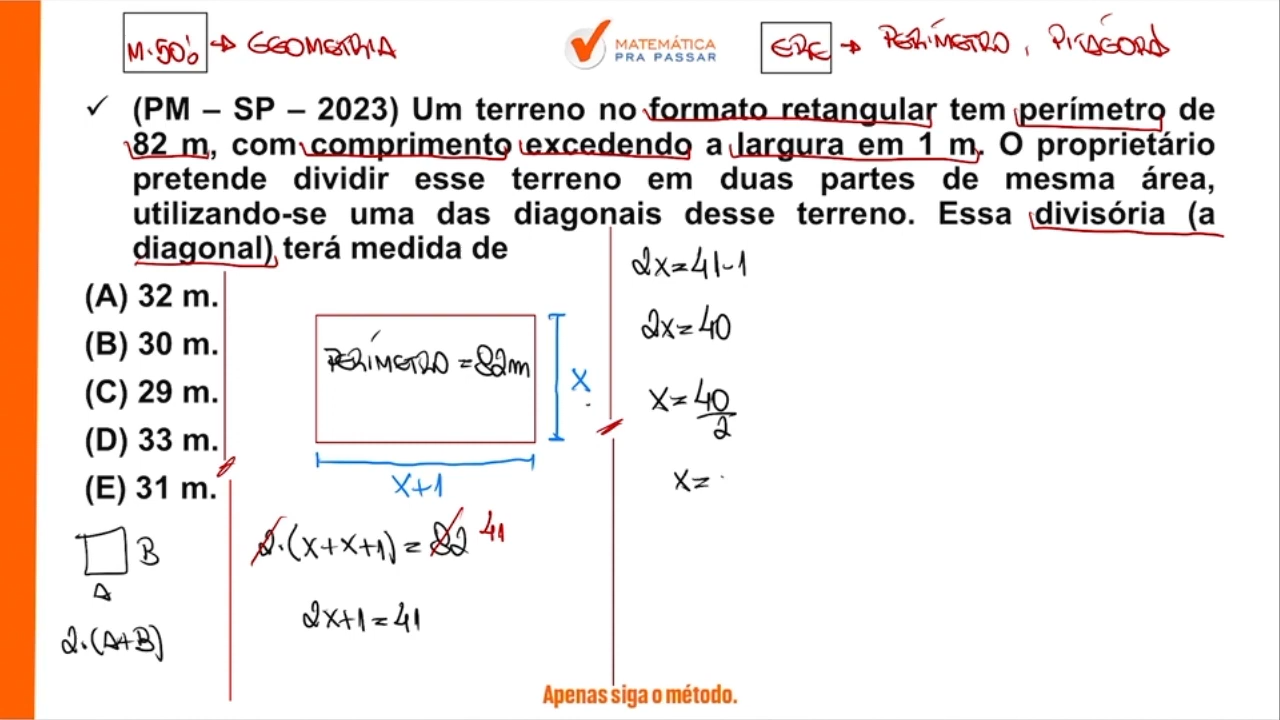 M.50% → GEOMETRIA
MATEMÁTICA
PRA PASSAR
ERE → PERÍMETRO, PITÁGORA
✓ (PM – SP – 2023) Um terreno no formato retangular tem perímetro de
82 m, com comprimento excedendo a largura em 1 m. O proprietário
pretende dividir esse terreno em duas partes de mesma área,
utilizando-se uma das diagonais desse terreno. Essa divisória (a
diagonal) terá medida de
(A) 32 m.
(B) 30 m.
(C) 29 m.
(D) 33 m.
(E) 31 m.
B
A
2.(A+B)
PERÍMETRO = 82m
X
X+1
2.(X+X+1) = 82 41
2X+1=41
2X=41-1
2X=40
X=40/2
X=
Apenas siga o método.